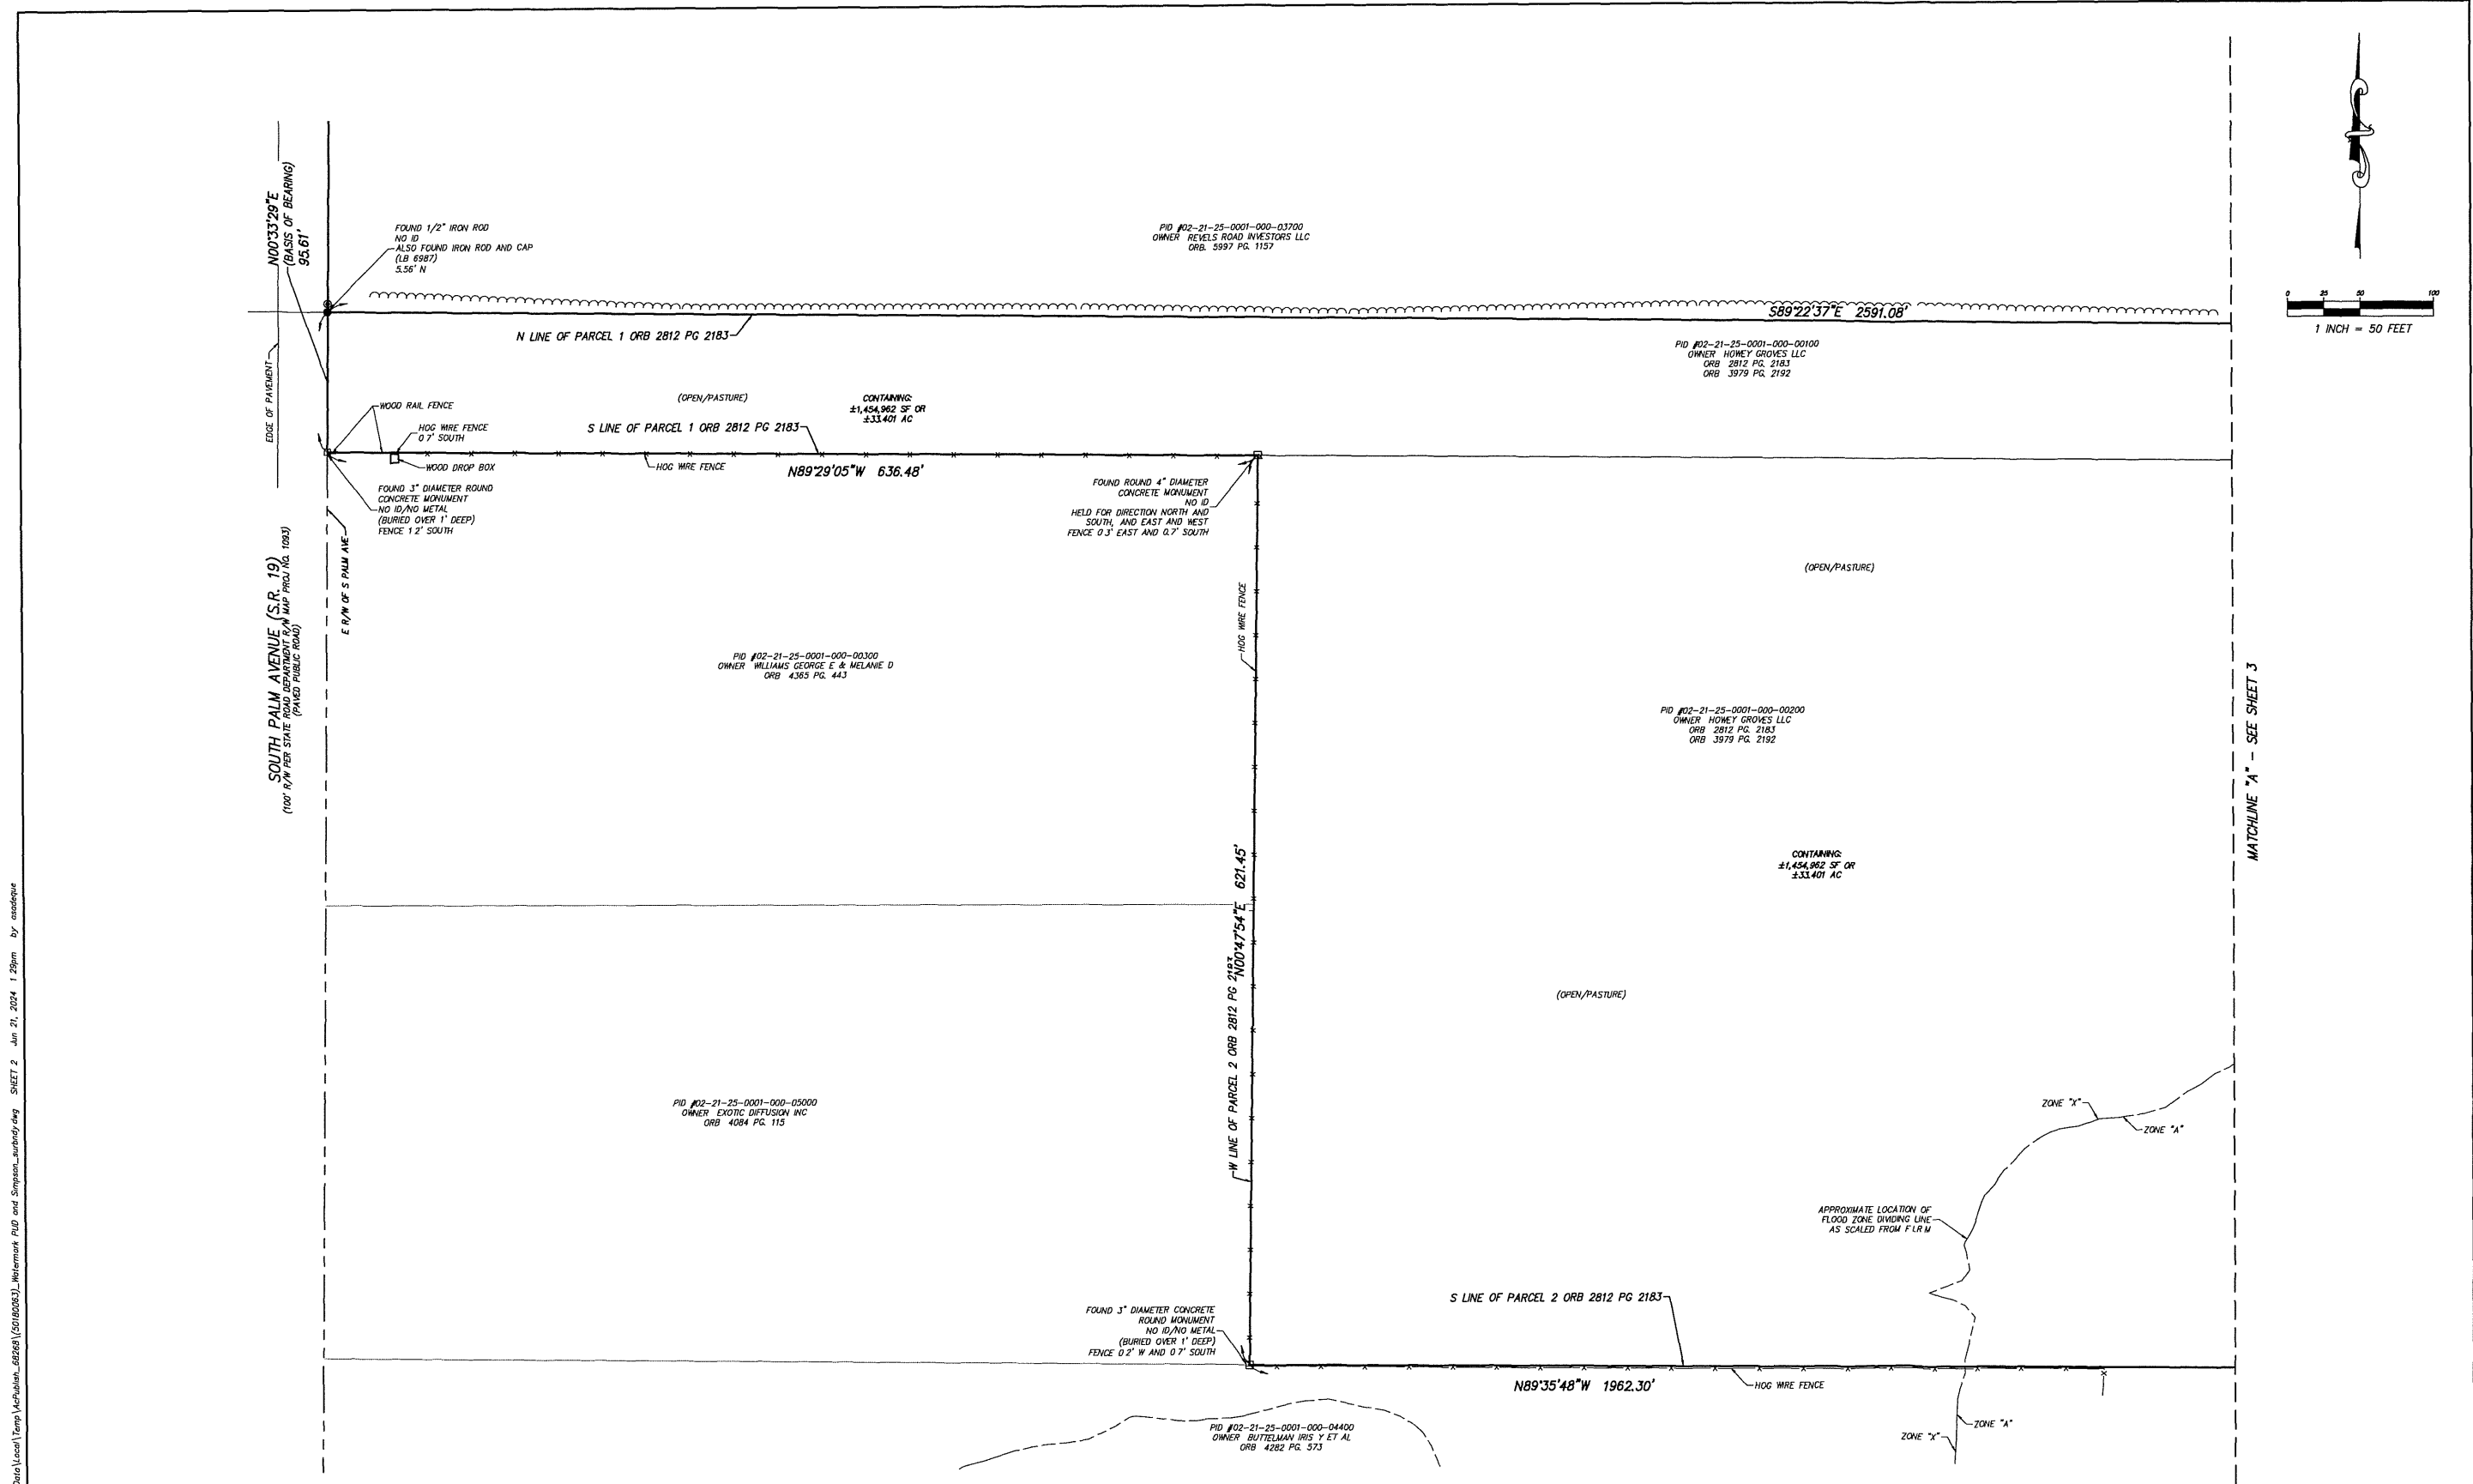 N00°33'29"E
(BASIS OF BEARING)
95.61'
FOUND 1/2" IRON ROD
NO ID
ALSO FOUND IRON ROD AND CAP
(LB 6987)
5.56' N
PID #02-21-25-0001-000-03700
OWNER REVELS ROAD INVESTORS LLC
ORB. 5997 PG. 1157
0 25 50 100
1 INCH = 50 FEET
S89°22'37"E 2591.08'
N LINE OF PARCEL 1 ORB 2812 PG 2183
PID #02-21-25-0001-000-00100
OWNER HOWEY GROVES LLC
ORB 2812 PG. 2183
ORB 3979 PG. 2192
EDGE OF PAVEMENT
WOOD RAIL FENCE
(OPEN/PASTURE)
CONTAINING:
±1,454,962 SF OR
±33.401 AC
HOG WIRE FENCE
0 7' SOUTH
S LINE OF PARCEL 1 ORB 2812 PG 2183
WOOD DROP BOX
HOG WIRE FENCE
N89°29'05"W 636.48'
FOUND 3" DIAMETER ROUND
CONCRETE MONUMENT
NO ID/NO METAL
(BURIED OVER 1' DEEP)
FENCE 1 2' SOUTH
FOUND ROUND 4" DIAMETER
CONCRETE MONUMENT
NO ID
HELD FOR DIRECTION NORTH AND
SOUTH, AND EAST AND WEST
FENCE 0 3' EAST AND 0.7' SOUTH
SOUTH PALM AVENUE (S.R. 19)
(100' R/W PER STATE ROAD DEPARTMENT R/W MAP PROJ No. 1093)
(PAVED PUBLIC ROAD)
E R/W OF S PALM AVE
HOG WIRE FENCE
(OPEN/PASTURE)
PID #02-21-25-0001-000-00300
OWNER WILLIAMS GEORGE E & MELANIE D
ORB 4365 PG. 443
PID #02-21-25-0001-000-00200
OWNER HOWEY GROVES LLC
ORB 2812 PG. 2183
ORB 3979 PG. 2192
MATCHLINE "A" - SEE SHEET 3
CONTAINING:
±1,454,962 SF OR
±33.401 AC
N00°47'54"E 621.45'
W LINE OF PARCEL 2 ORB 2812 PG 2183
(OPEN/PASTURE)
PID #02-21-25-0001-000-05000
OWNER EXOTIC DIFFUSION INC
ORB 4084 PG. 115
ZONE "X"
ZONE "A"
APPROXIMATE LOCATION OF
FLOOD ZONE DIVIDING LINE
AS SCALED FROM F I.R M
S LINE OF PARCEL 2 ORB 2812 PG 2183
FOUND 3" DIAMETER CONCRETE
ROUND MONUMENT
NO ID/NO METAL
(BURIED OVER 1' DEEP)
FENCE 0 2' W AND 0 7' SOUTH
N89°35'48"W 1962.30'
HOG WIRE FENCE
PID #02-21-25-0001-000-04400
OWNER BUTTELMAN IRIS Y ET AL
ORB 4282 PG. 573
ZONE "A"
ZONE "X"
Data\Local\Temp\AcPublish_68268\(50180063)_Watermark PUD and Simpson_surbndy dwg SHEET 2 Jun 21, 2024 1 29pm by asadeque